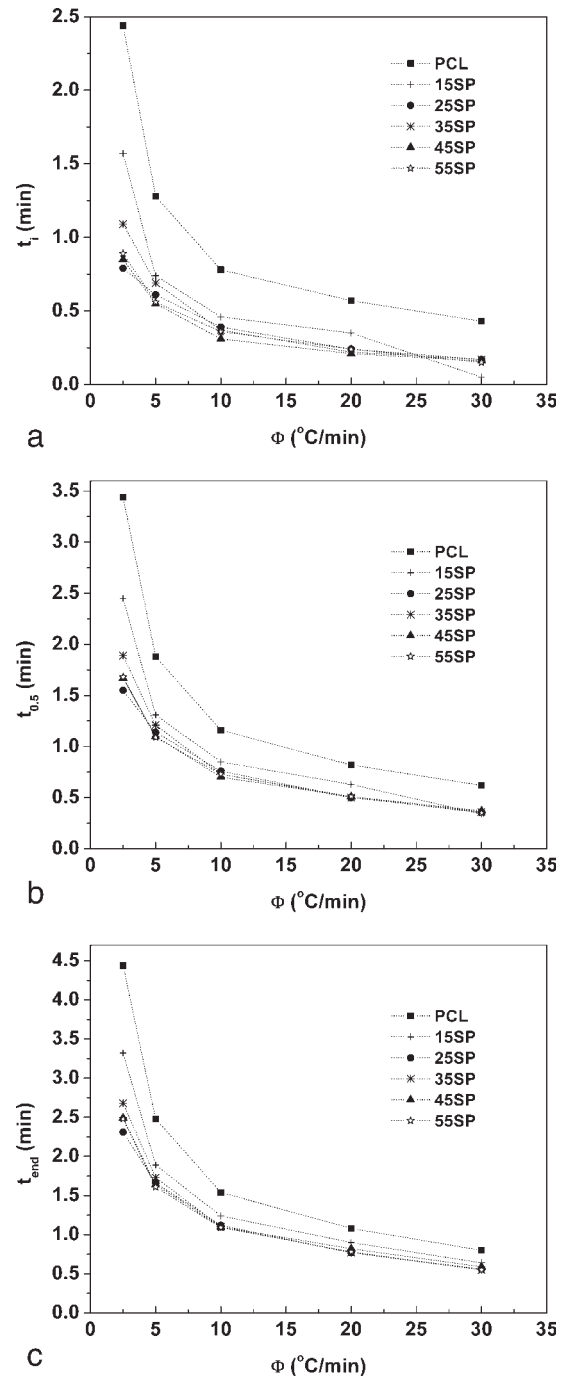 2.5
2.0
1.5
1.0
0.5
0.0
t_i (min)
PCL
15SP
25SP
35SP
45SP
55SP
0 5 10 15 20 25 30 35
Φ (°C/min)
a
3.5
3.0
2.5
2.0
1.5
1.0
0.5
0.0
t_0.5 (min)
PCL
15SP
25SP
35SP
45SP
55SP
0 5 10 15 20 25 30 35
Φ (°C/min)
b
4.5
4.0
3.5
3.0
2.5
2.0
1.5
1.0
0.5
0.0
t_end (min)
PCL
15SP
25SP
35SP
45SP
55SP
0 5 10 15 20 25 30 35
Φ (°C/min)
c